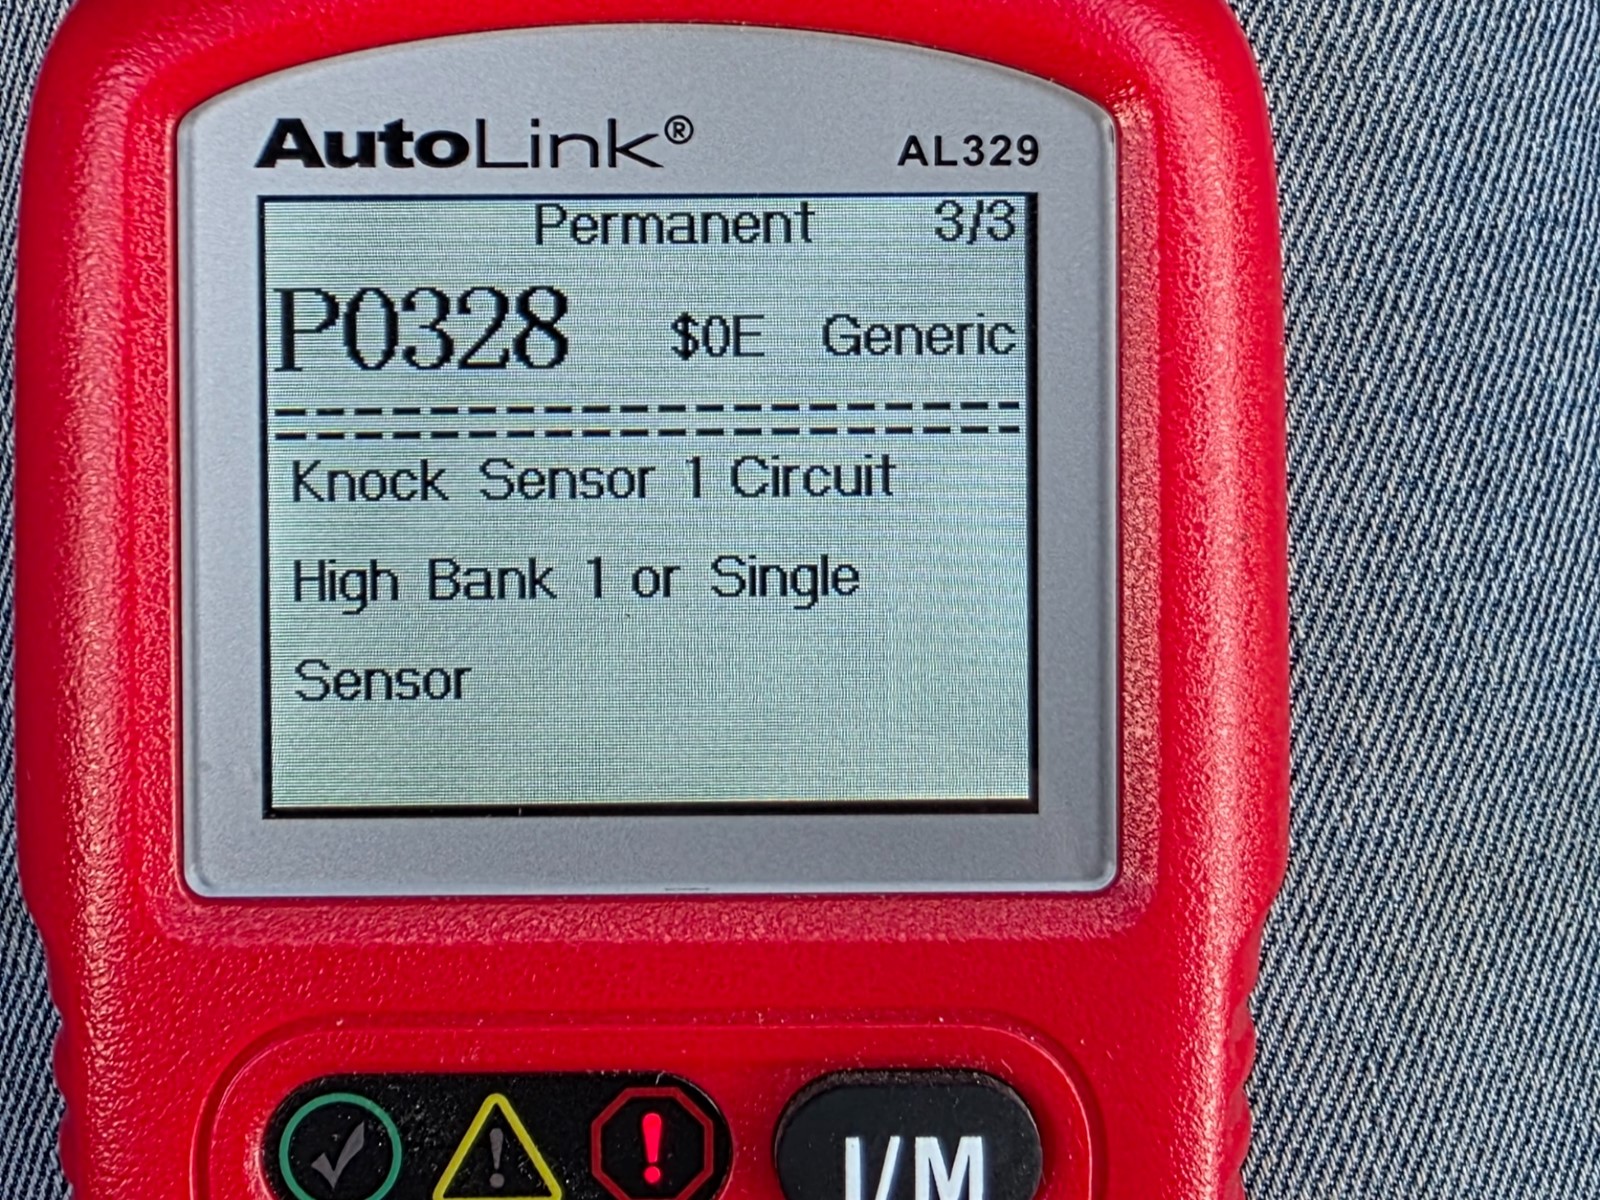 AutoLink® AL329
Permanent 3/3
P0328 $0E Generic
Knock Sensor 1 Circuit
High Bank 1 or Single
Sensor
I/M